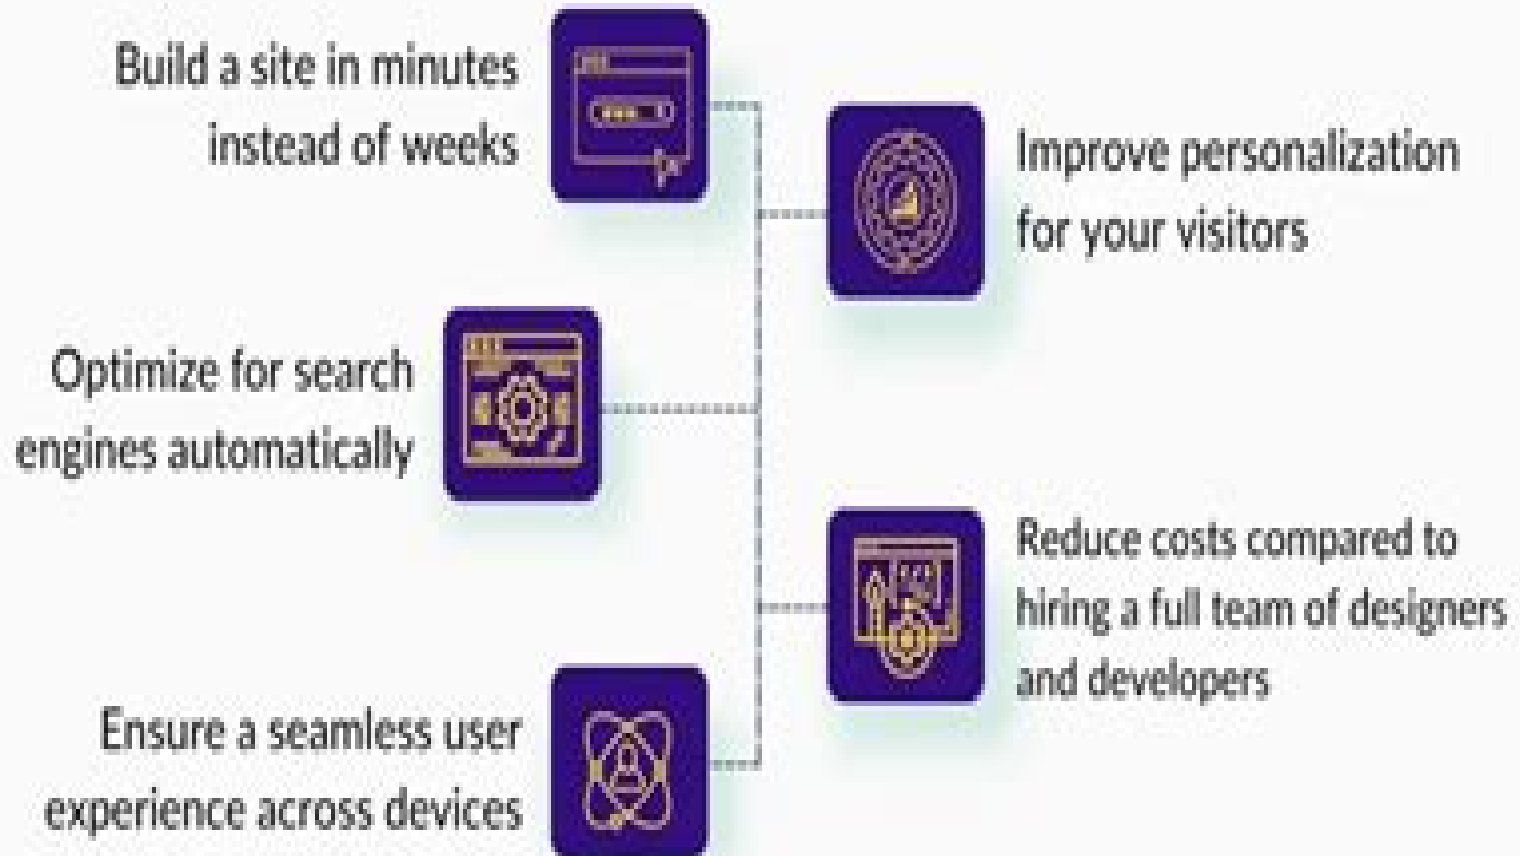 Build a site in minutes
instead of weeks
Improve personalization
for your visitors
Optimize for search
engines automatically
Reduce costs compared to
hiring a full team of designers
and developers
Ensure a seamless user
experience across devices